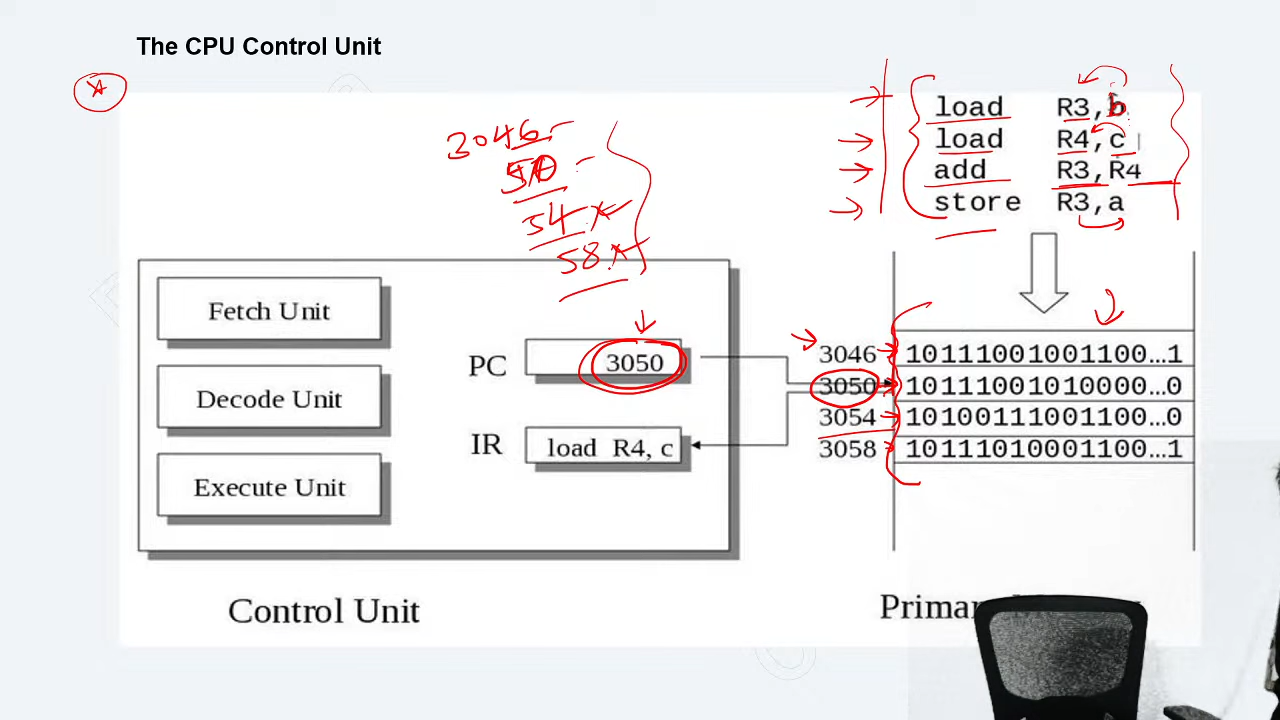 The CPU Control Unit
load R3,b
load R4,c
add R3,R4
store R3,a
3046
50
54
58
Fetch Unit
Decode Unit
Execute Unit
PC 3050
IR load R4, c
3046 10111001001100...1
3050 10111001010000...0
3054 10100111001100...0
3058 10111010001100...1
Control Unit